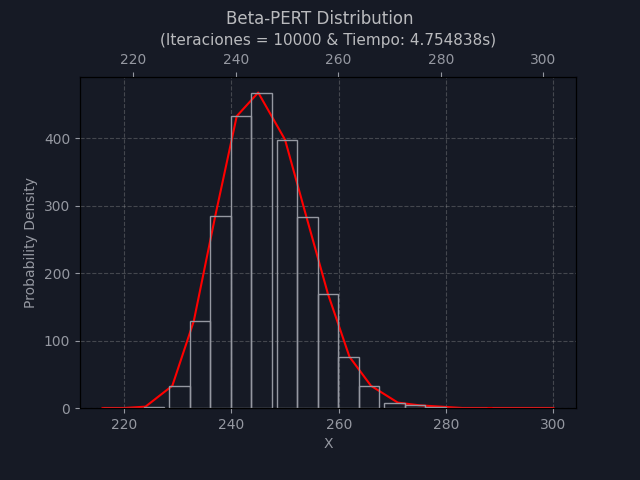 Beta-PERT Distribution
(Iteraciones = 10000 & Tiempo: 4.754838s)
220 240 260 280 300
400
300
200
100
0
Probability Density
220 240 260 280 300
X